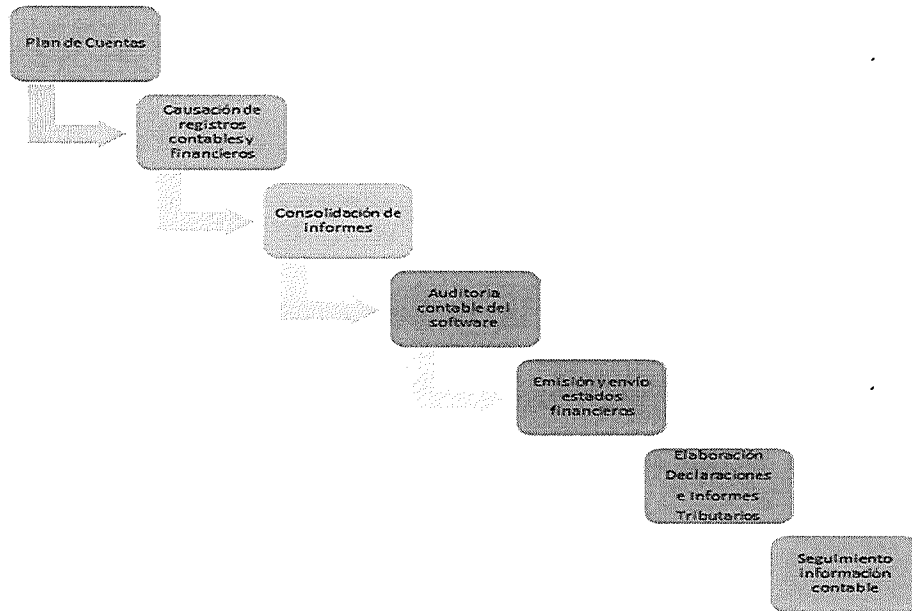 Plan de Cuentas
Causación de
registros
contables y
financieros
Consolidación de
informes
Auditoria
contable del
software
Emisión y envío
estados
financieros
Elaboración
Declaraciones
e Informes
Tributarios
Seguimiento
información
contable